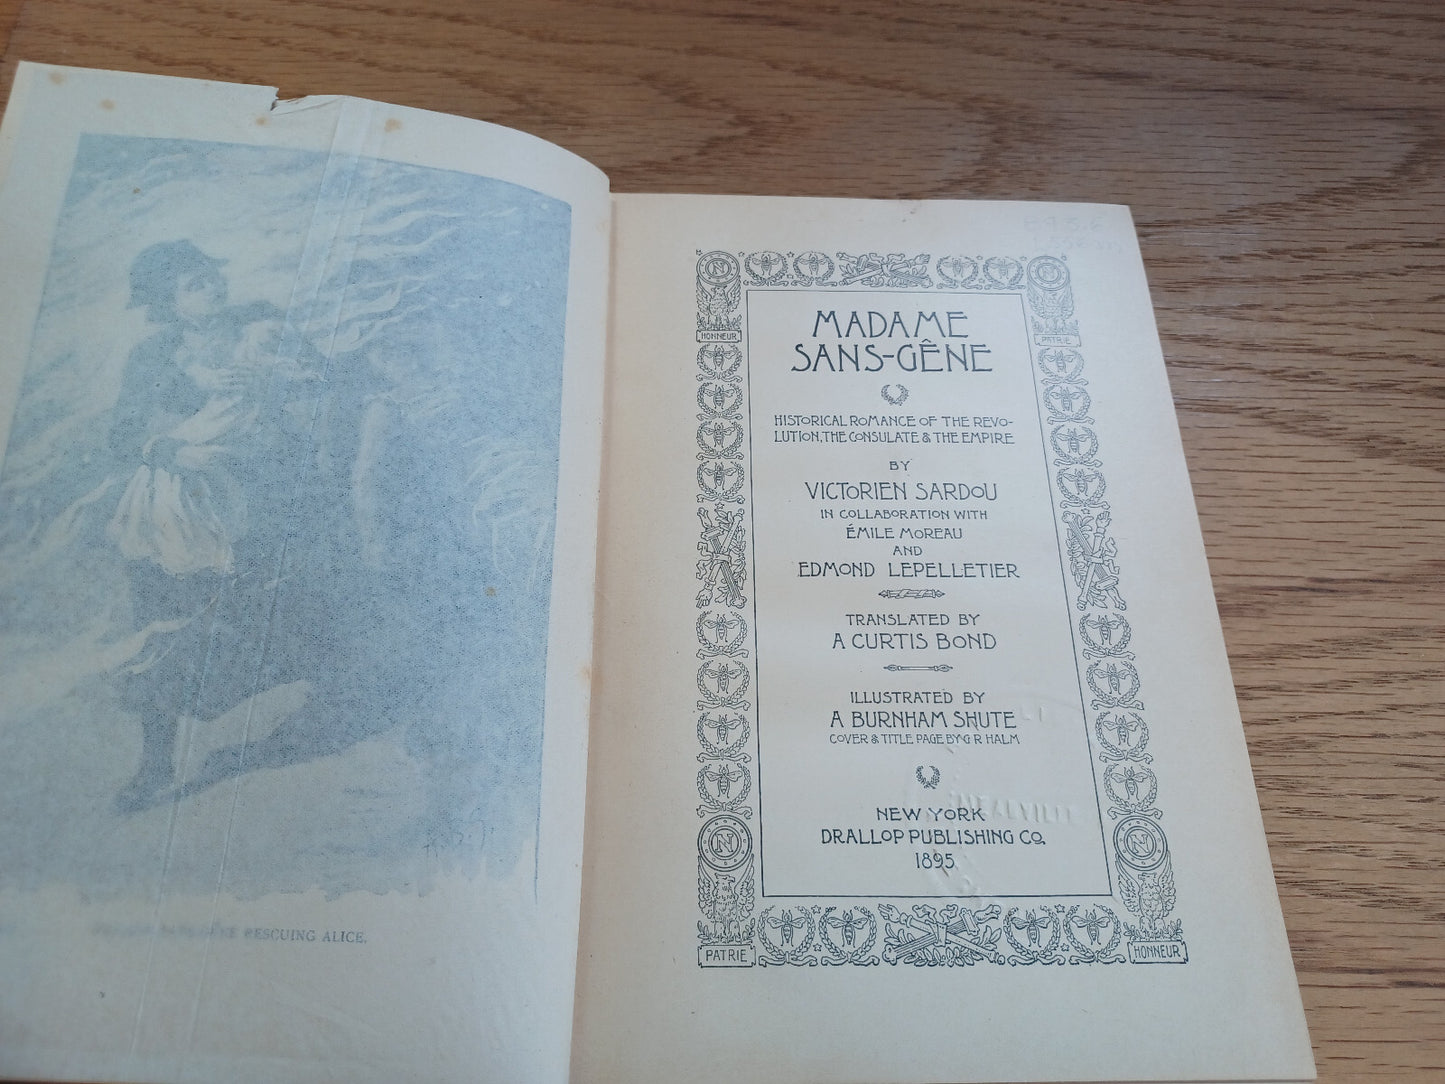 RESCUING ALICE.
HONNEUR
PATRIE
MADAME
SANS-GÊNE
HISTORICAL ROMANCE OF THE REVO-
LUTION, THE CONSULATE & THE EMPIRE
BY
VICTORIEN SARDOU
IN COLLABORATION WITH
ÉMILE MOREAU
AND
EDMOND LEPELLETIER
TRANSLATED BY
A CURTIS BOND
ILLUSTRATED BY
A BURNHAM SHUTE
COVER & TITLE PAGE BY G R HALM
NEW YORK
DRALLOP PUBLISHING CO.
1895
N
N
N
N
PATRIE
HONNEUR